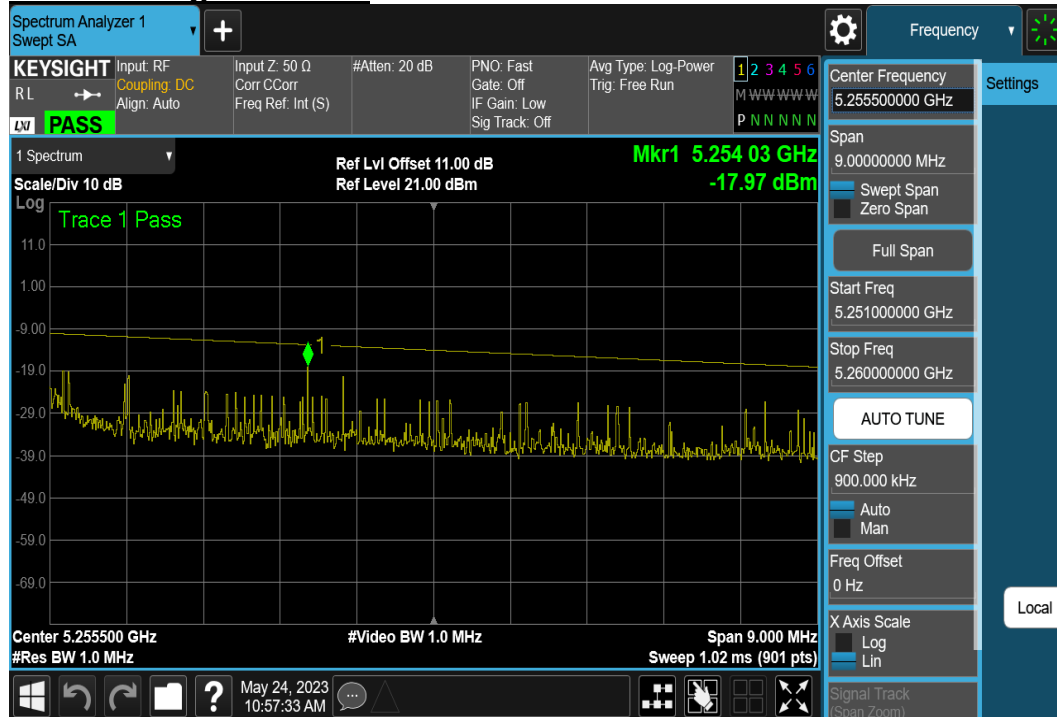 Spectrum Analyzer 1
Swept SA
+
Frequency
KEYSIGHT
RL
LXI PASS
Input: RF
Coupling: DC
Align: Auto
Input Z: 50 Ω
Corr CCorr
Freq Ref: Int (S)
#Atten: 20 dB
PNO: Fast
Gate: Off
IF Gain: Low
Sig Track: Off
Avg Type: Log-Power
Trig: Free Run
1 2 3 4 5 6
M W W W W W
P N N N N N
1 Spectrum
Scale/Div 10 dB
Ref Lvl Offset 11.00 dB
Ref Level 21.00 dBm
Mkr1 5.254 03 GHz
-17.97 dBm
Log
Trace 1 Pass
11.0
1.00
-9.00
1
-19.0
-29.0
-39.0
-49.0
-59.0
-69.0
Center 5.255500 GHz
#Video BW 1.0 MHz
Span 9.000 MHz
#Res BW 1.0 MHz
Sweep 1.02 ms (901 pts)
?
May 24, 2023
10:57:33 AM
Center Frequency
5.255500000 GHz
Settings
Span
9.00000000 MHz
Swept Span
Zero Span
Full Span
Start Freq
5.251000000 GHz
Stop Freq
5.260000000 GHz
AUTO TUNE
CF Step
900.000 kHz
Auto
Man
Freq Offset
0 Hz
X Axis Scale
Log
Lin
Local
Signal Track
(Span Zoom)